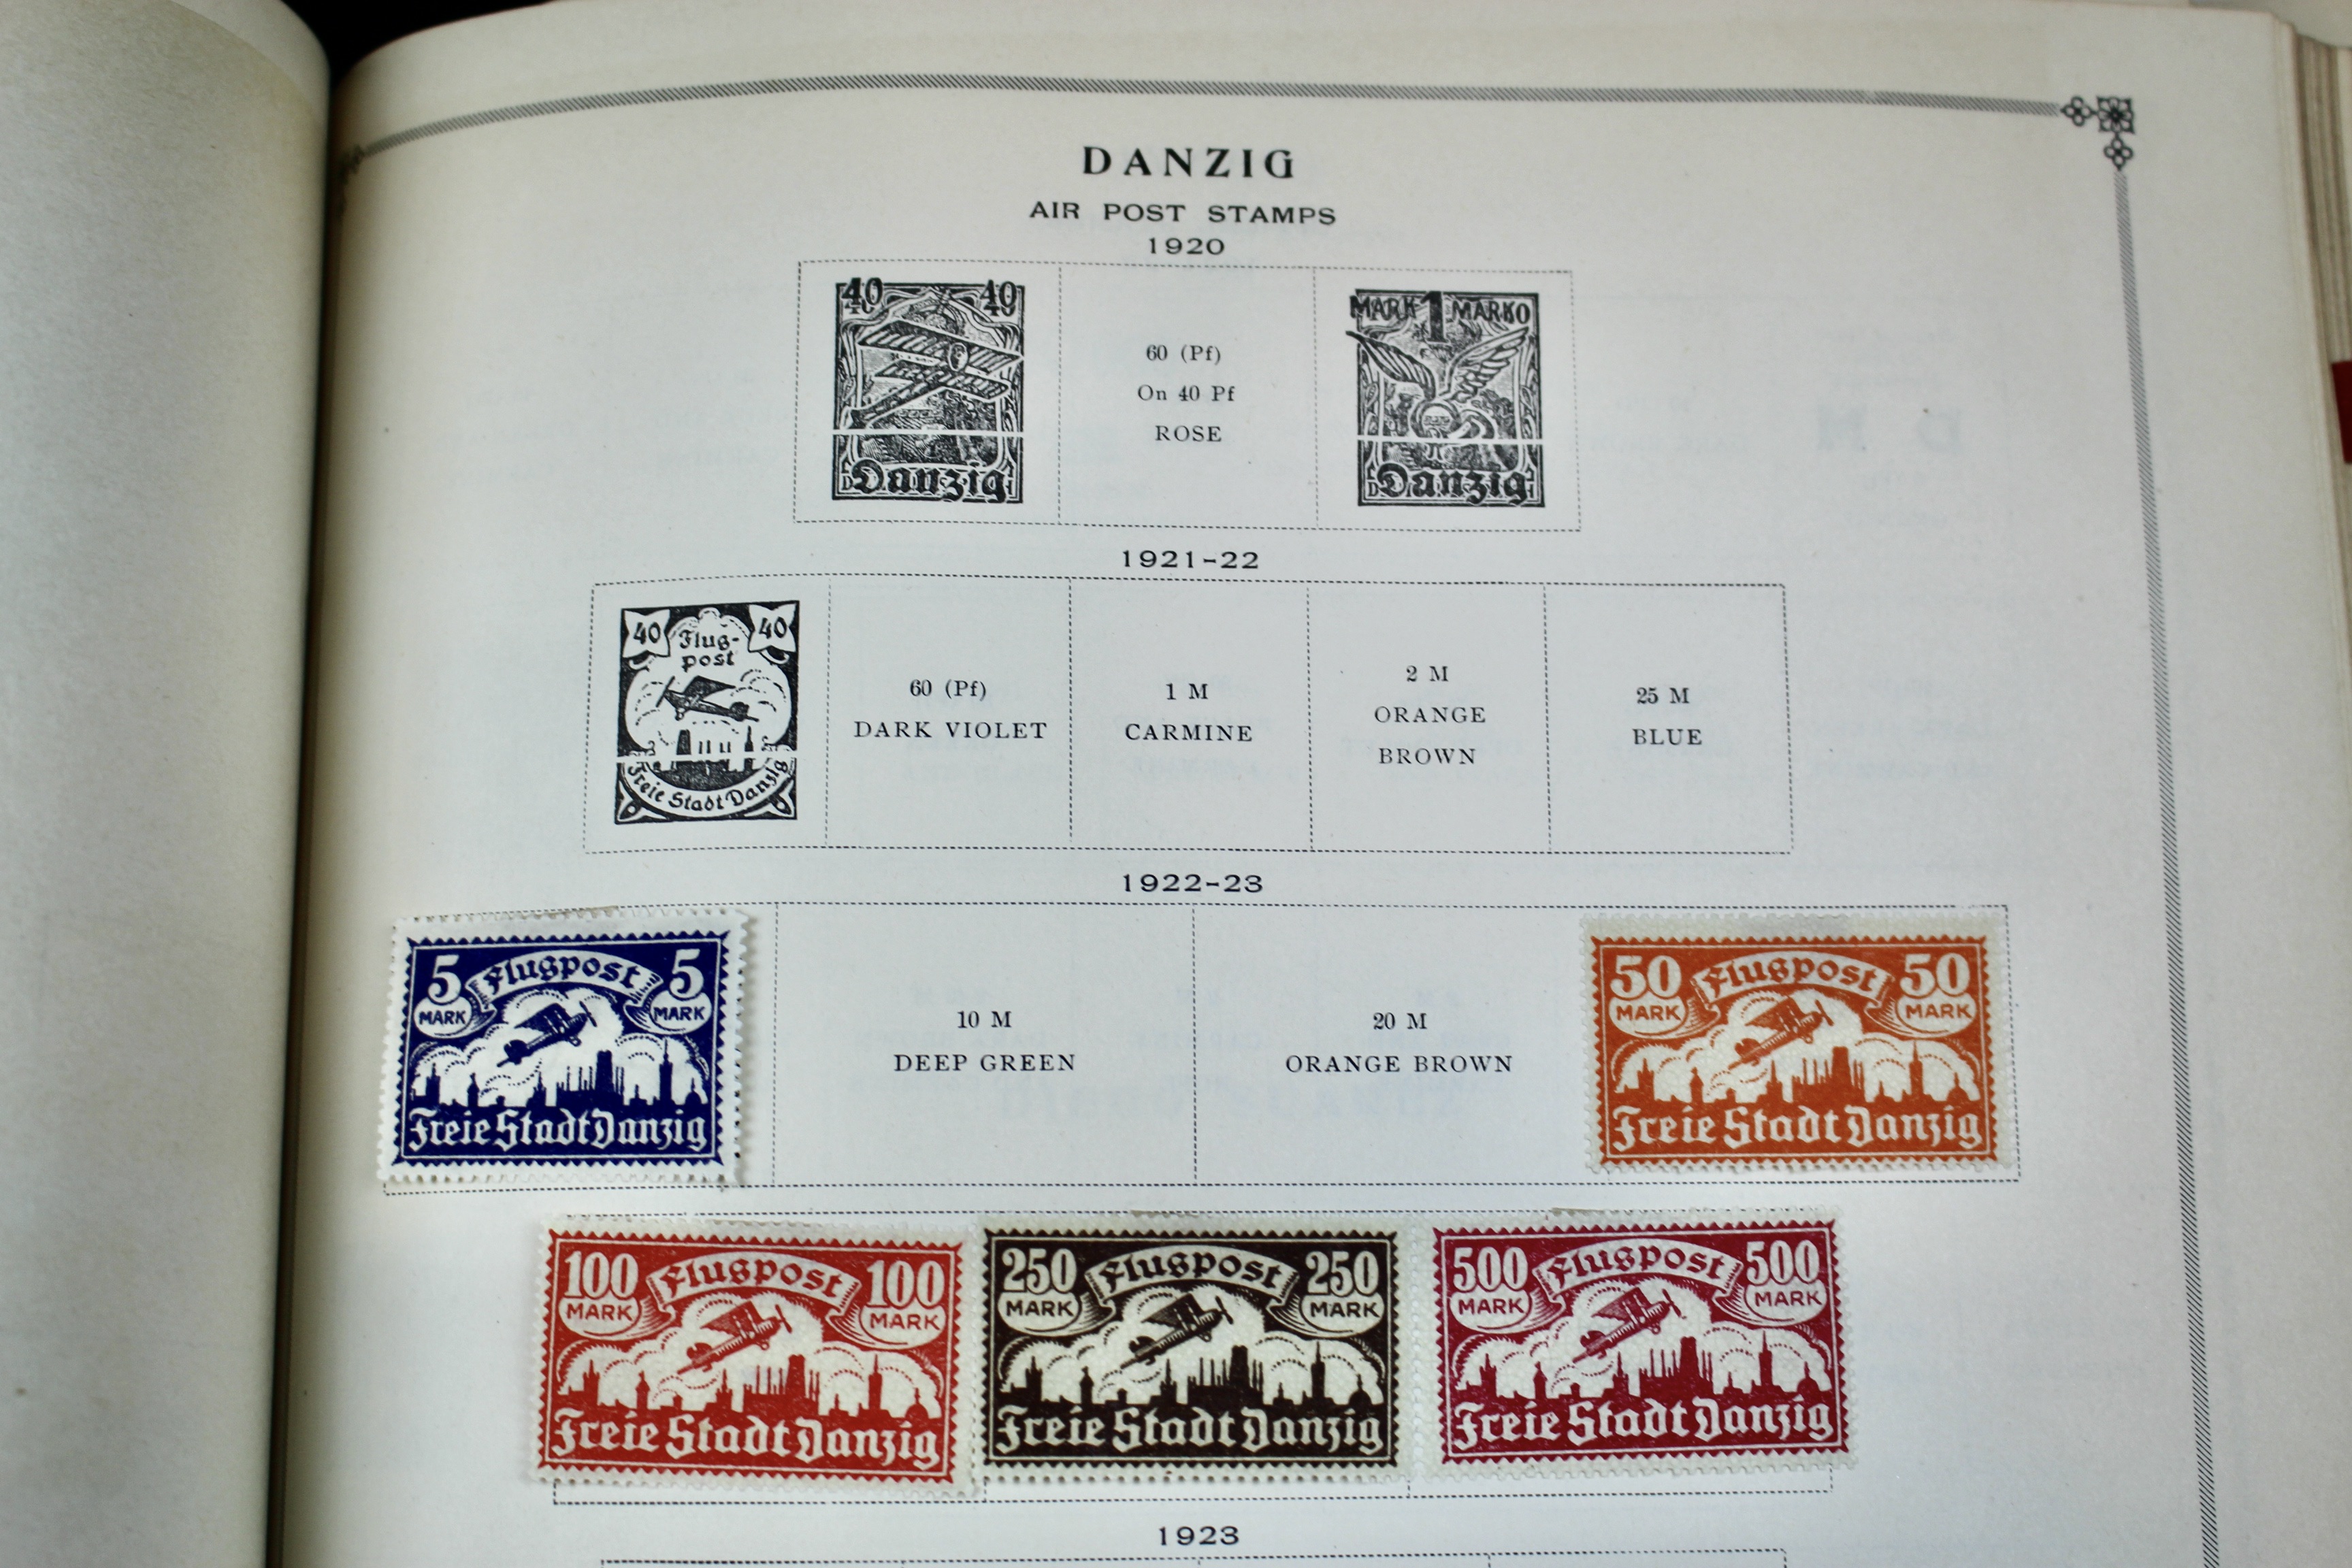 DANZIG
AIR POST STAMPS
1920
40 40
Danzig
60 (Pf)
On 40 Pf
ROSE
MARK 1 MARK
Danzig
1921-22
40 40
Flug-
post
Freie Stadt Danzig
60 (Pf)
DARK VIOLET
1 M
CARMINE
2 M
ORANGE
BROWN
25 M
BLUE
1922-23
5 Flugpost 5
MARK MARK
Freie Stadt Danzig
10 M
DEEP GREEN
20 M
ORANGE BROWN
50 Flugpost 50
MARK MARK
Freie Stadt Danzig
100 Flugpost 100
MARK MARK
Freie Stadt Danzig
250 Flugpost 250
MARK MARK
Freie Stadt Danzig
500 Flugpost 500
MARK MARK
Freie Stadt Danzig
1923